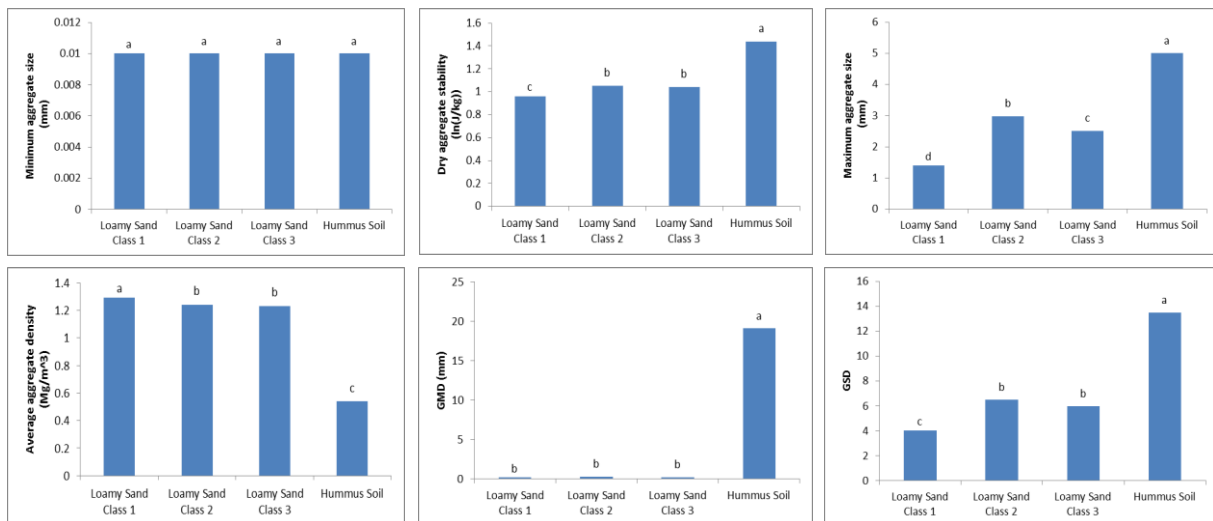 Minimum aggregate size
(mm)
0.012
0.01
0.008
0.006
0.004
0.002
0
a
a
a
a
Loamy Sand
Class 1
Loamy Sand
Class 2
Loamy Sand
Class 3
Hummus Soil
Dry aggregate stability
(ln(J/kg))
1.6
1.4
1.2
1
0.8
0.6
0.4
0.2
0
c
b
b
a
Loamy Sand
Class 1
Loamy Sand
Class 2
Loamy Sand
Class 3
Hummus Soil
Maximum aggregate size
(mm)
6
5
4
3
2
1
0
d
b
c
a
Loamy Sand
Class 1
Loamy Sand
Class 2
Loamy Sand
Class 3
Hummus Soil
Average aggregate density
(Mg/m^3)
1.4
1.2
1
0.8
0.6
0.4
0.2
0
a
b
b
c
Loamy Sand
Class 1
Loamy Sand
Class 2
Loamy Sand
Class 3
Hummus Soil
GMD (mm)
25
20
15
10
5
0
b
b
b
a
Loamy Sand
Class 1
Loamy Sand
Class 2
Loamy Sand
Class 3
Hummus Soil
GSD
16
14
12
10
8
6
4
2
0
c
b
b
a
Loamy Sand
Class 1
Loamy Sand
Class 2
Loamy Sand
Class 3
Hummus Soil